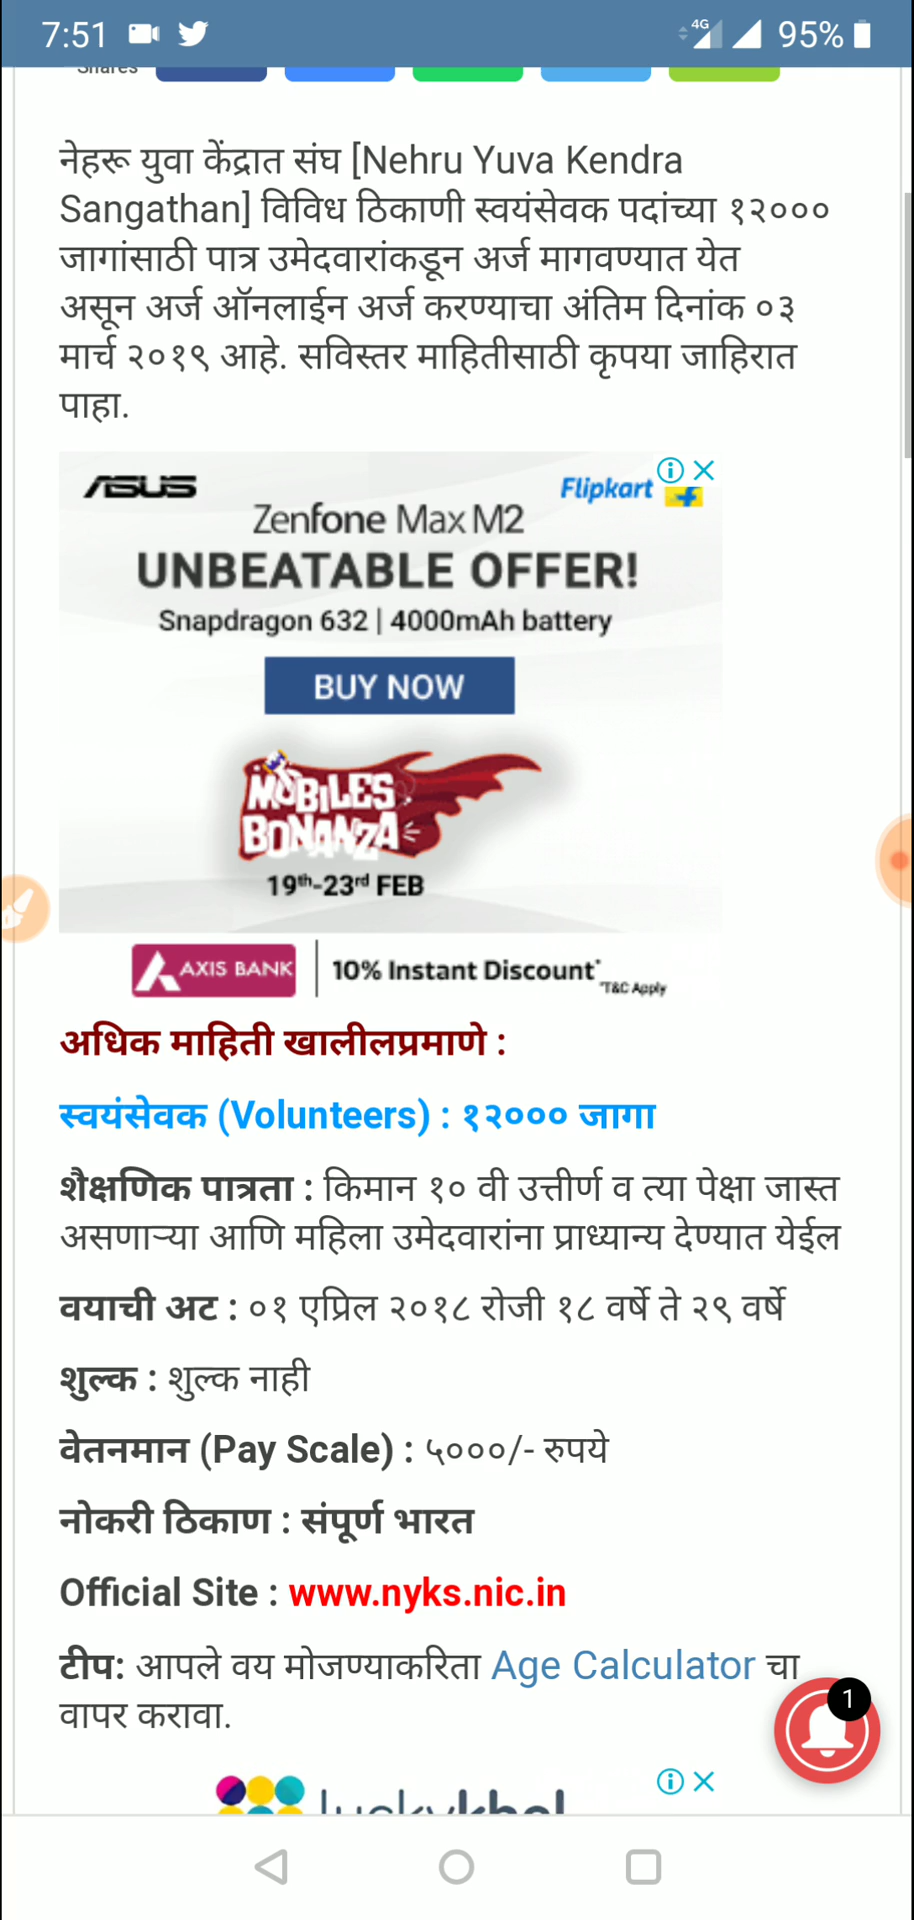 7:51
4G
95%
Shares
नेहरू युवा केंद्रात संघ [Nehru Yuva Kendra
Sangathan] विविध ठिकाणी स्वयंसेवक पदांच्या १२०००
जागांसाठी पात्र उमेदवारांकडून अर्ज मागवण्यात येत
असून अर्ज ऑनलाईन अर्ज करण्याचा अंतिम दिनांक ०३
मार्च २०१९ आहे. सविस्तर माहितीसाठी कृपया जाहिरात
पाहा.
ASUS
Flipkart
Zenfone Max M2
UNBEATABLE OFFER!
Snapdragon 632 | 4000mAh battery
BUY NOW
MOBILES
BONANZA
19th-23rd FEB
AXIS BANK
10% Instant Discount*
*T&C Apply
अधिक माहिती खालीलप्रमाणे :
स्वयंसेवक (Volunteers) : १२००० जागा
शैक्षणिक पात्रता : किमान १० वी उत्तीर्ण व त्या पेक्षा जास्त
असणाऱ्या आणि महिला उमेदवारांना प्राध्यान्य देण्यात येईल
वयाची अट : ०१ एप्रिल २०१८ रोजी १८ वर्षे ते २९ वर्षे
शुल्क : शुल्क नाही
वेतनमान (Pay Scale) : ५०००/- रुपये
नोकरी ठिकाण : संपूर्ण भारत
Official Site : www.nyks.nic.in
टीप: आपले वय मोजण्याकरिता Age Calculator चा
वापर करावा.
1